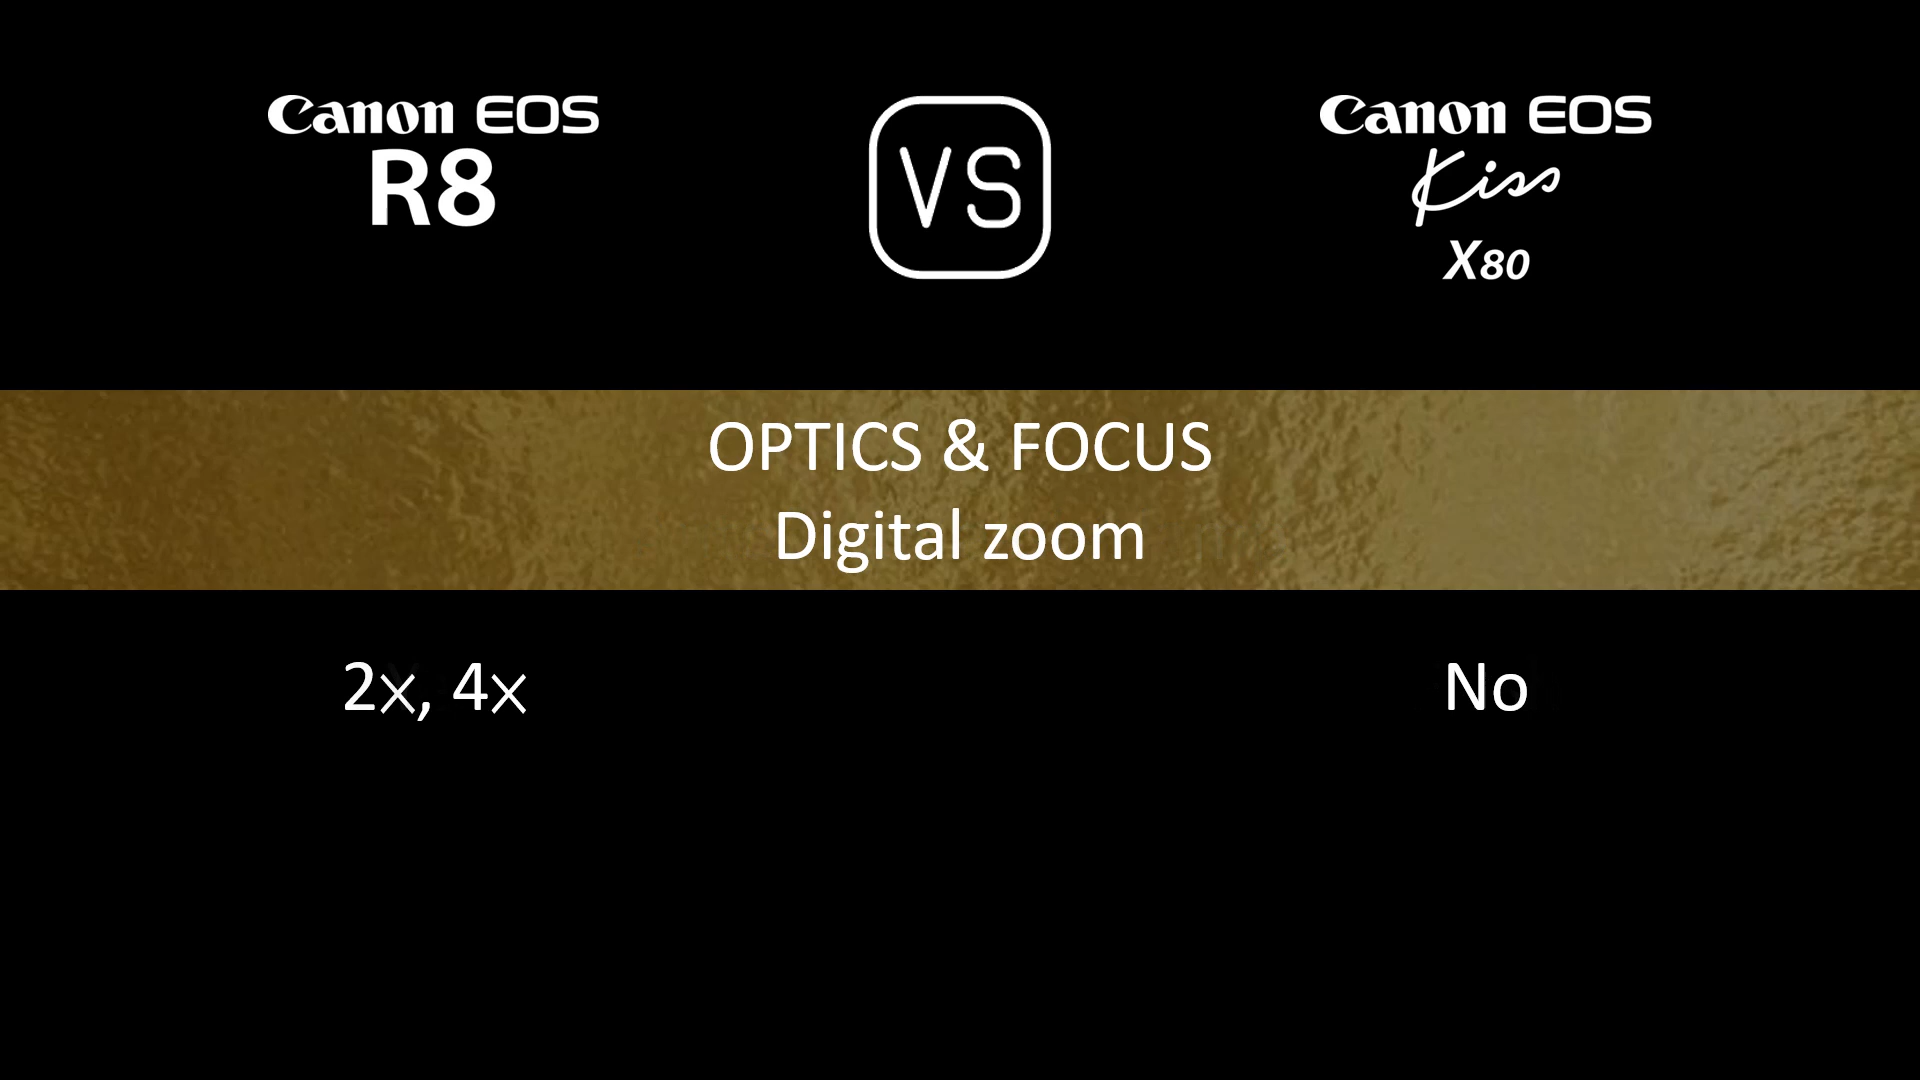 Canon EOS
R8
VS
Canon EOS
Kiss
X80
OPTICS & FOCUS
Digital zoom
2x, 4x
No